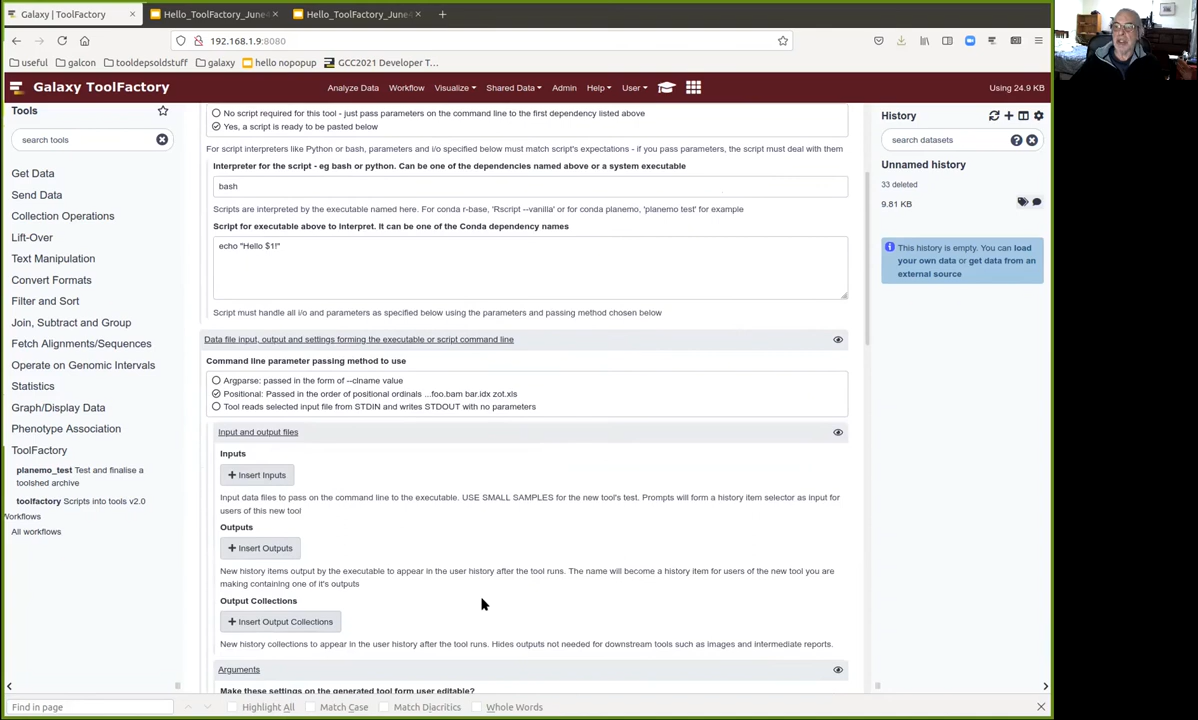 Galaxy | ToolFactory
Hello_ToolFactory_June4
Hello_ToolFactory_June4
192.168.1.9:8080
useful
galcon
tooldepsoldstuff
galaxy
hello nopopup
GCC2021 Developer T...
Galaxy ToolFactory
Analyze Data
Workflow
Visualize
Shared Data
Admin
Help
User
Using 24.9 KB
Tools
search tools
Get Data
Send Data
Collection Operations
Lift-Over
Text Manipulation
Convert Formats
Filter and Sort
Join, Subtract and Group
Fetch Alignments/Sequences
Operate on Genomic Intervals
Statistics
Graph/Display Data
Phenotype Association
ToolFactory
planemo_test Test and finalise a
toolshed archive
toolfactory Scripts into tools v2.0
Workflows
All workflows
No script required for this tool - just pass parameters on the command line to the first dependency listed above
Yes, a script is ready to be pasted below
For script interpreters like Python or bash, parameters and i/o specified below must match script's expectations - if you pass parameters, the script must deal with them
Interpreter for the script - eg bash or python. Can be one of the dependencies named above or a system executable
bash
Scripts are interpreted by the executable named here. For conda r-base, 'Rscript --vanilla' or for conda planemo, 'planemo test' for example
Script for executable above to interpret. It can be one of the Conda dependency names
echo "Hello $1!"
Script must handle all i/o and parameters as specified below using the parameters and passing method chosen below
Data file input, output and settings forming the executable or script command line
Command line parameter passing method to use
Argparse: passed in the form of --clname value
Positional: Passed in the order of positional ordinals ...foo.bam bar.idx zot.xls
Tool reads selected input file from STDIN and writes STDOUT with no parameters
Input and output files
Inputs
Insert Inputs
Input data files to pass on the command line to the executable. USE SMALL SAMPLES for the new tool's test. Prompts will form a history item selector as input for
users of this new tool
Outputs
Insert Outputs
New history items output by the executable to appear in the user history after the tool runs. The name will become a history item for users of the new tool you are
making containing one of it's outputs
Output Collections
Insert Output Collections
New history collections to appear in the user history after the tool runs. Hides outputs not needed for downstream tools such as images and intermediate reports.
Arguments
Make these settings on the generated tool form user editable?
History
search datasets
Unnamed history
33 deleted
9.81 KB
This history is empty. You can load
your own data or get data from an
external source
Find in page
Highlight All
Match Case
Match Diacritics
Whole Words